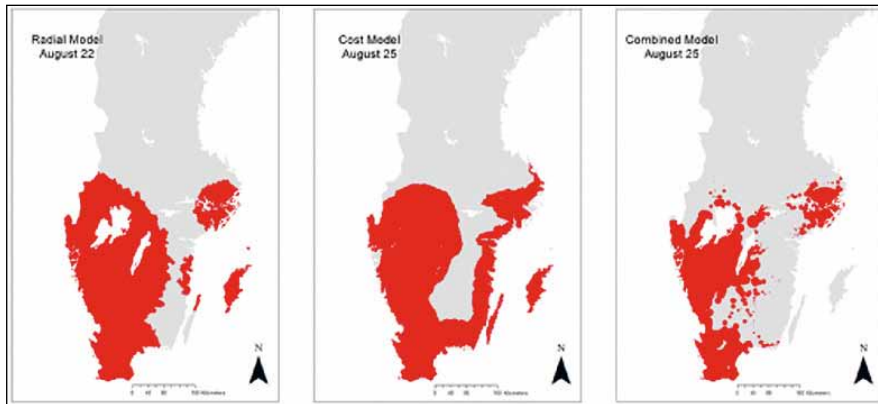 Radial Model
August 22
Cost Model
August 25
Combined Model
August 25
N
N
N